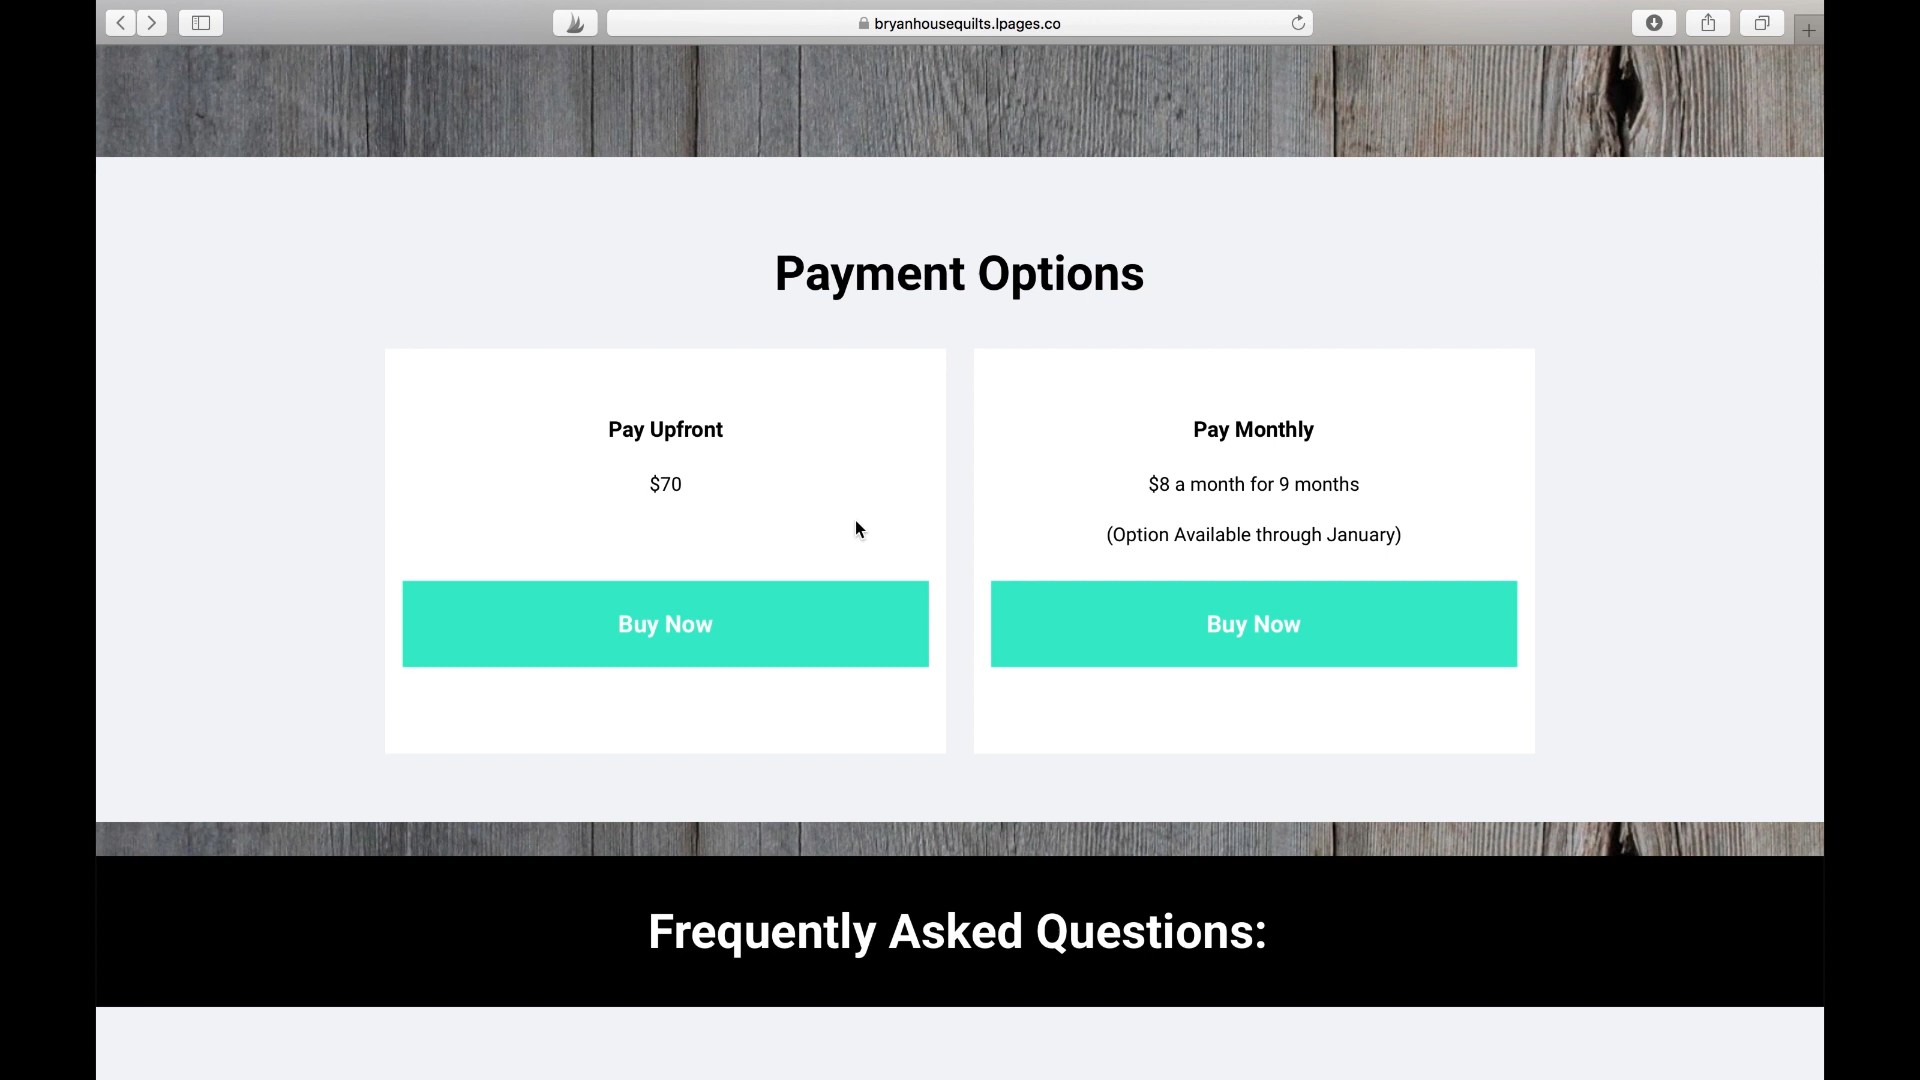 bryanhousequilts.lpages.co
Payment Options
Pay Upfront
$70
Buy Now
Pay Monthly
$8 a month for 9 months
(Option Available through January)
Buy Now
Frequently Asked Questions: